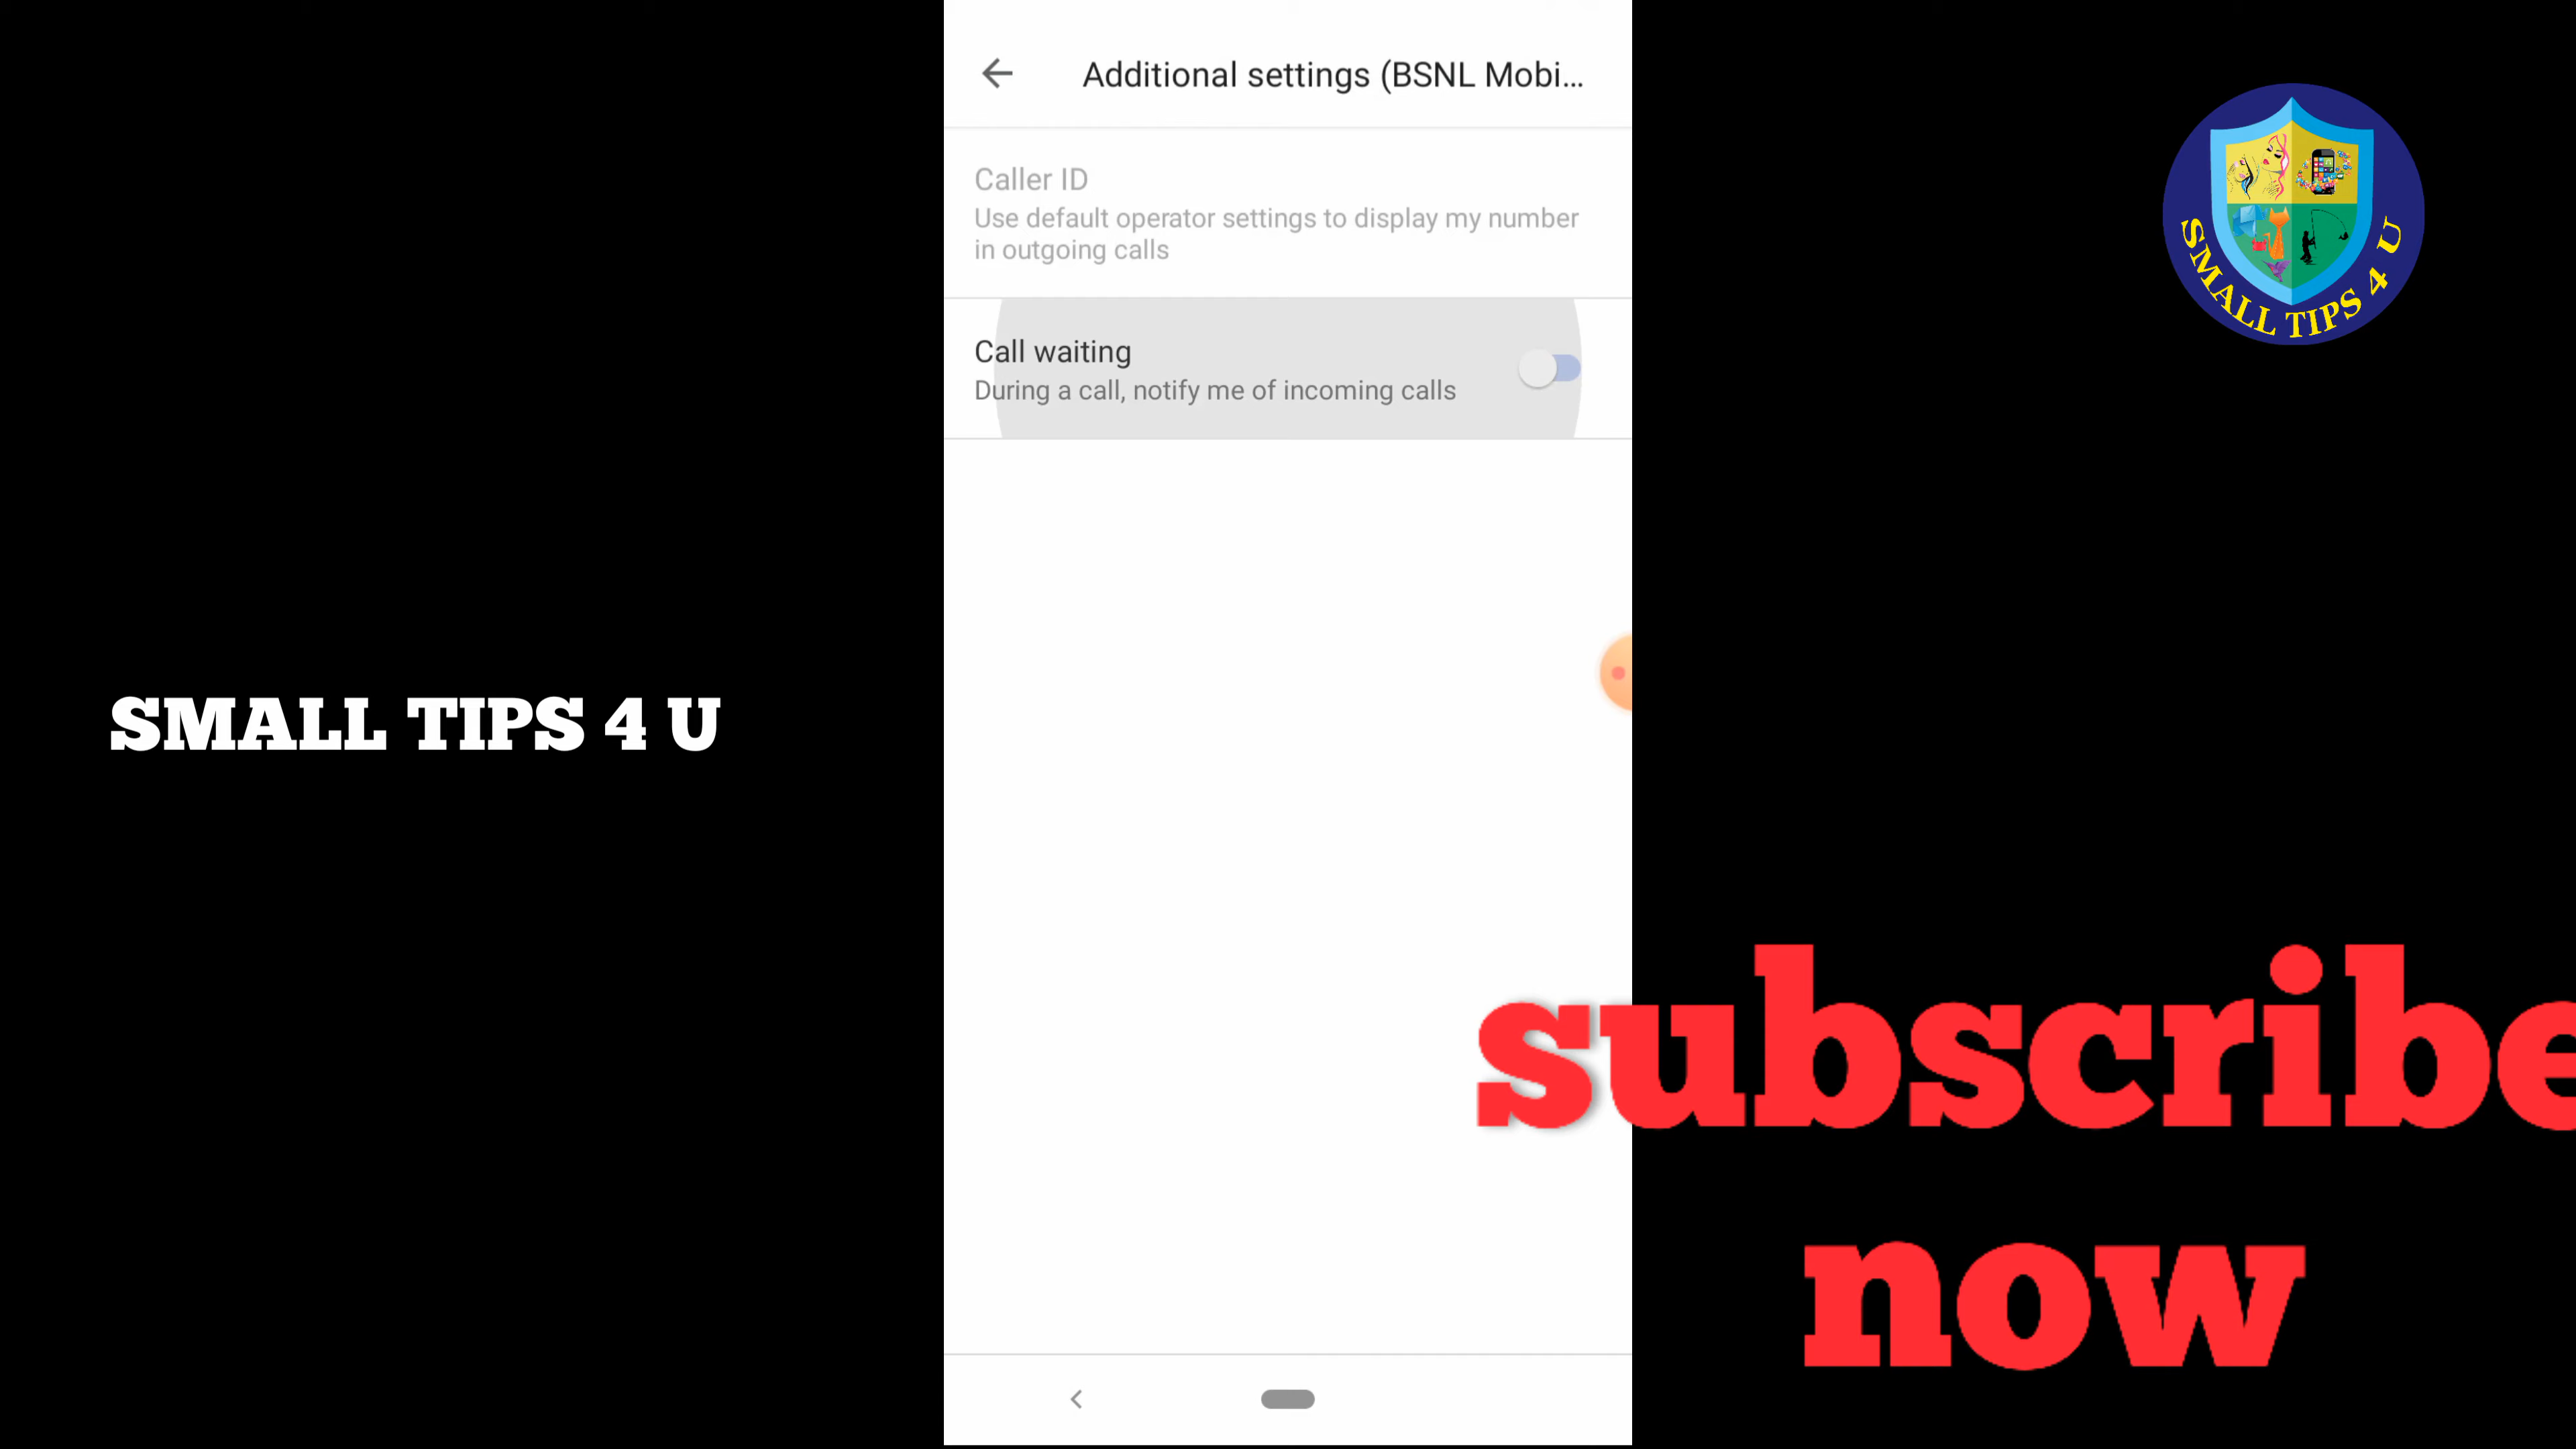 Additional settings (BSNL Mobi...
Caller ID
Use default operator settings to display my number
in outgoing calls
Call waiting
During a call, notify me of incoming calls
SMALL TIPS 4 U
SMALL TIPS 4 U
subscribe
now